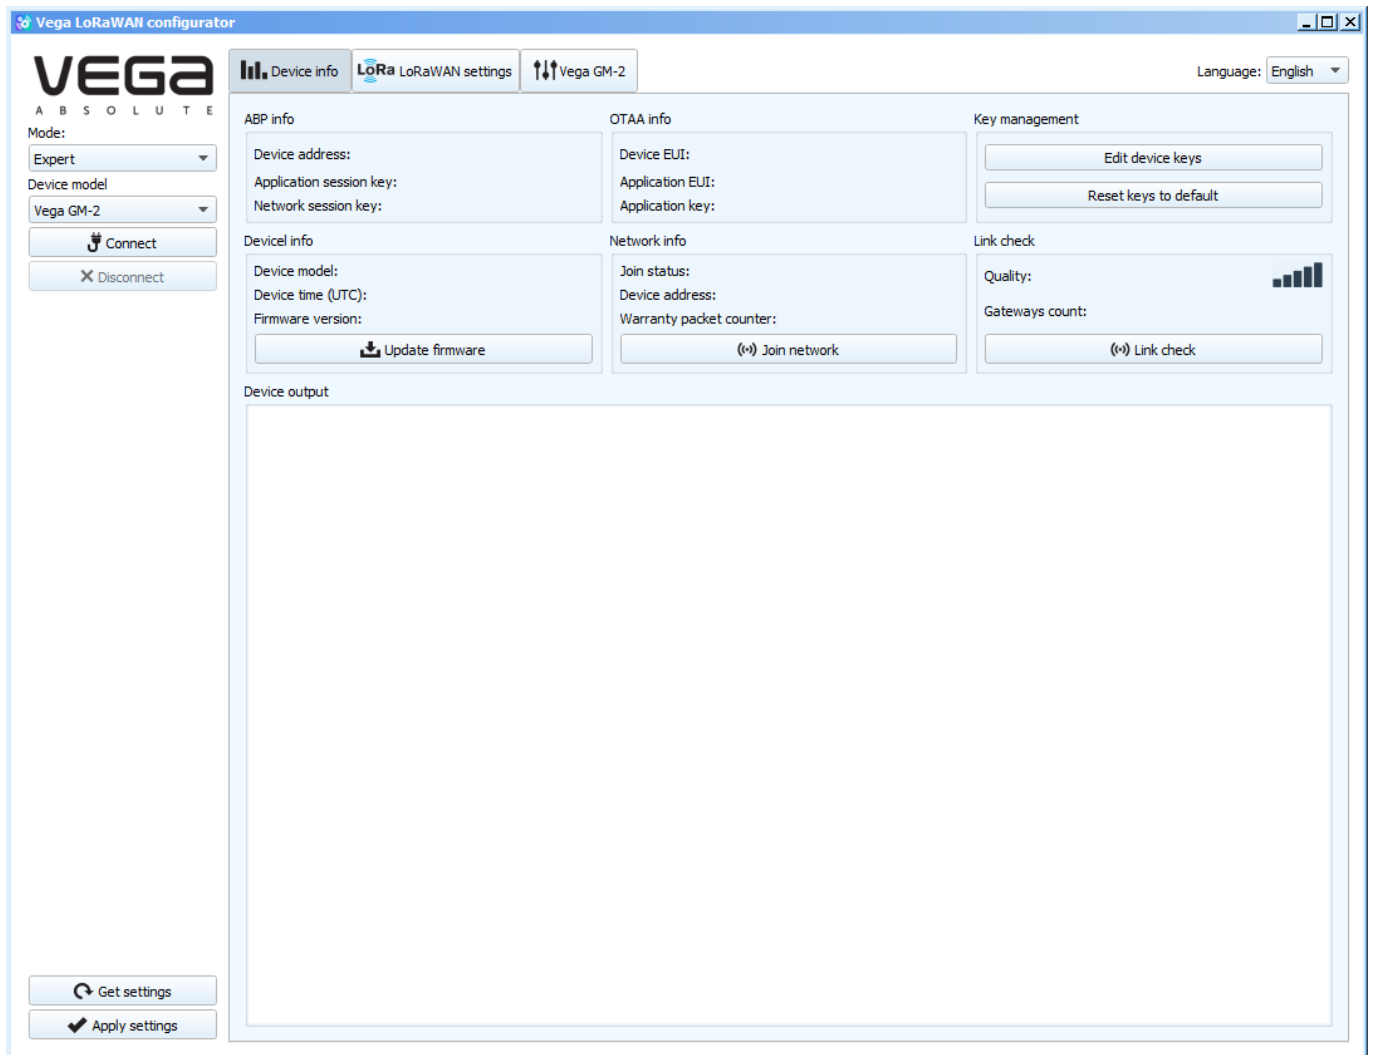 Vega LoRaWAN configurator
VEGA
ABSOLUTE
Mode:
Expert
Device model
Vega GM-2
Connect
Disconnect
Get settings
Apply settings
Device info
LoRa LoRaWAN settings
Vega GM-2
Language: English
ABP info
Device address:
Application session key:
Network session key:
OTAA info
Device EUI:
Application EUI:
Application key:
Key management
Edit device keys
Reset keys to default
Devicel info
Device model:
Device time (UTC):
Firmware version:
Update firmware
Network info
Join status:
Device address:
Warranty packet counter:
Join network
Link check
Quality:
Gateways count:
Link check
Device output